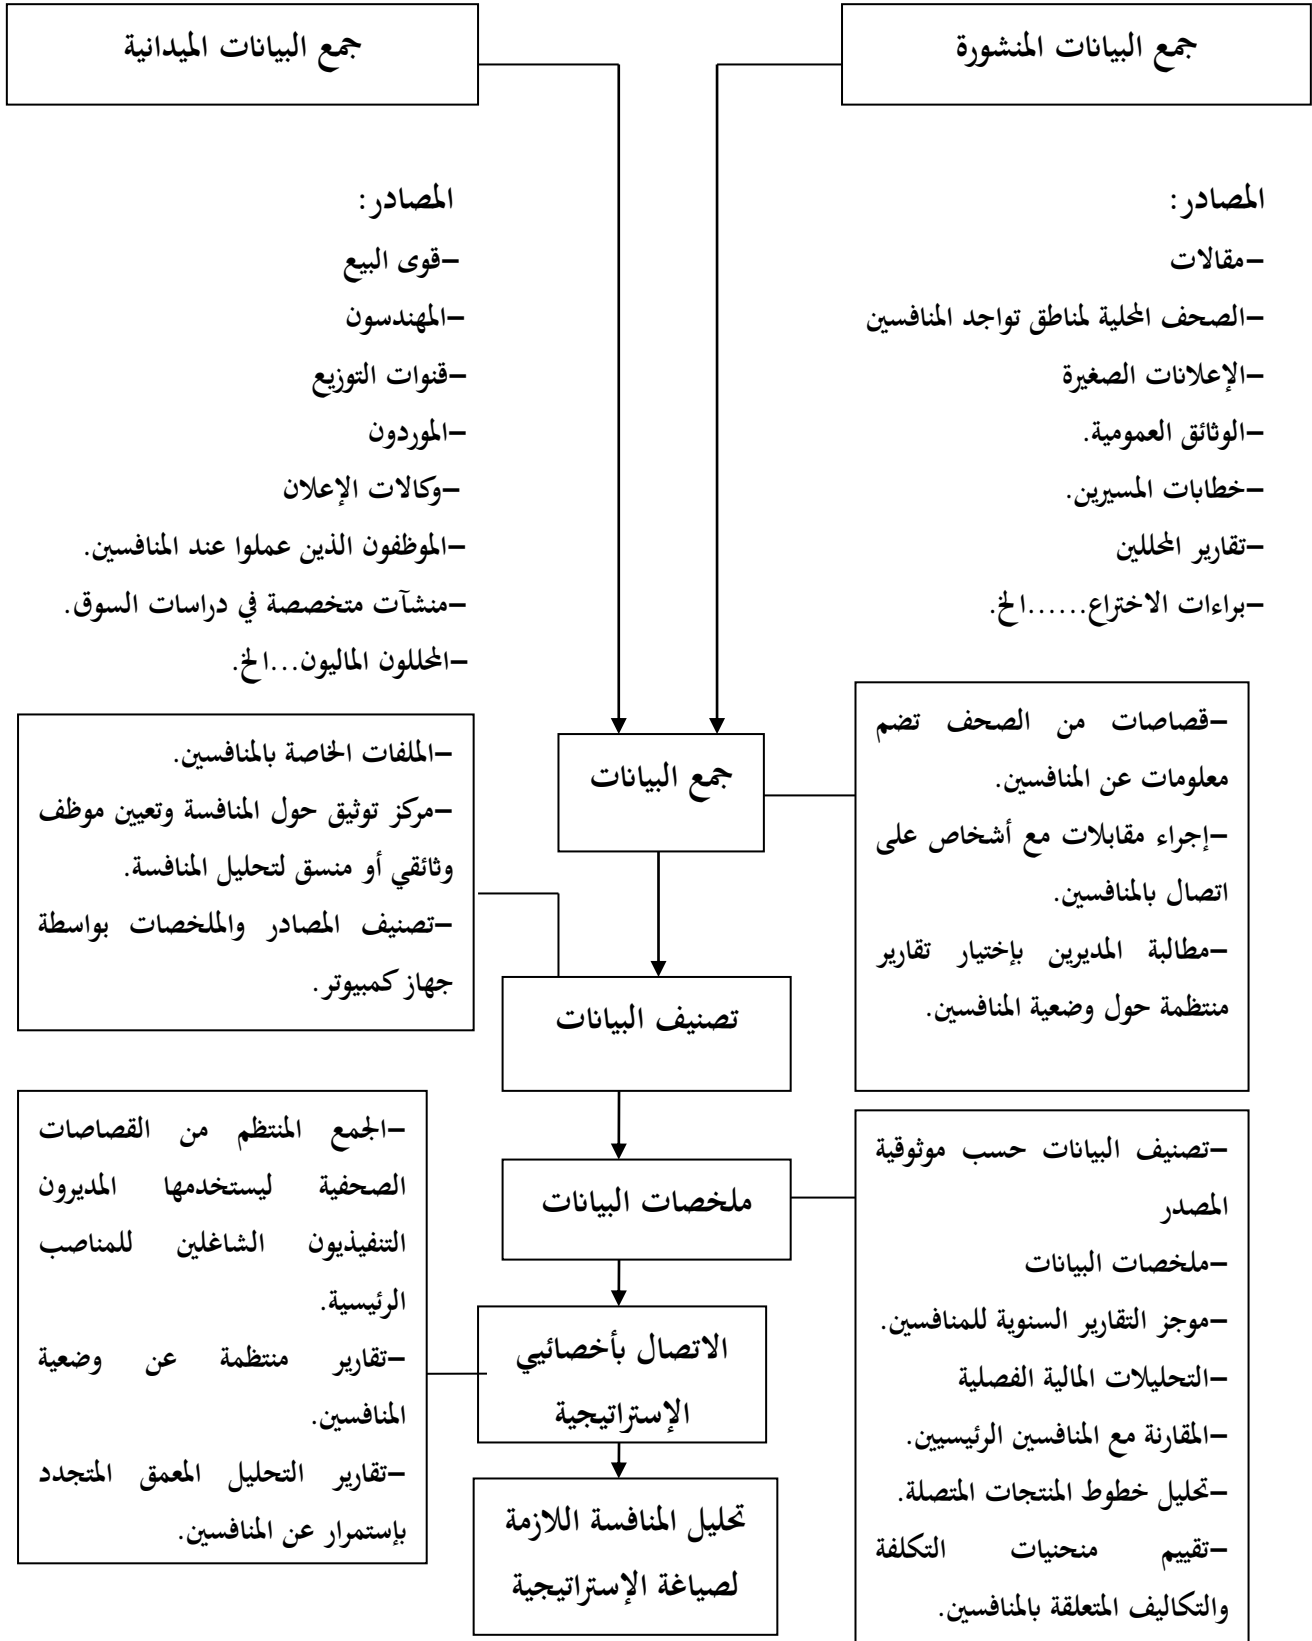 جمع البيانات المنشورة
جمع البيانات الميدانية
المصادر:
–مقالات
–الصحف المحلية لمناطق تواجد المنافسين
–الإعلانات الصغيرة
–الوثائق العمومية.
–خطابات المسيرين.
–تقارير المحللين
–براءات الاختراع......الخ.
المصادر:
–قوى البيع
–المهندسون
–قنوات التوزيع
–الموردون
–وكالات الإعلان
–الموظفون الذين عملوا عند المنافسين.
–منشآت متخصصة في دراسات السوق.
–المحللون الماليون...الخ.
جمع البيانات
–قصاصات من الصحف تضم
معلومات عن المنافسين.
–إجراء مقابلات مع أشخاص على
اتصال بالمنافسين.
–مطالبة المديرين بإختيار تقارير
منتظمة حول وضعية المنافسين.
–الملفات الخاصة بالمنافسين.
–مركز توثيق حول المنافسة وتعيين موظف
وثائقي أو منسق لتحليل المنافسة.
–تصنيف المصادر والملخصات بواسطة
جهاز كمبيوتر.
تصنيف البيانات
ملخصات البيانات
–تصنيف البيانات حسب موثوقية
المصدر
–ملخصات البيانات
–موجز التقارير السنوية للمنافسين.
–التحليلات المالية الفصلية
–المقارنة مع المنافسين الرئيسيين.
–تحليل خطوط المنتجات المتصلة.
–تقييم منحنيات التكلفة
والتكاليف المتعلقة بالمنافسين.
–الجمع المنتظم من القصاصات
الصحفية ليستخدمها المديرون
التنفيذيون الشاغلين للمناصب
الرئيسية.
–تقارير منتظمة عن وضعية
المنافسين.
–تقارير التحليل المعمق المتجدد
بإستمرار عن المنافسين.
الاتصال بأخصائيي
الإستراتيجية
تحليل المنافسة اللازمة
لصياغة الإستراتيجية